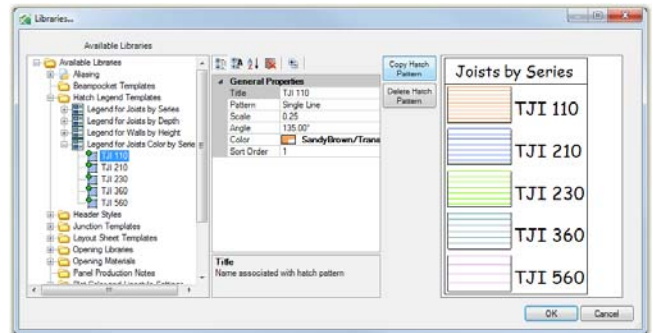 Libraries...
Available Libraries
Available Libraries
Aliasing
Beampocket Templates
Hatch Legend Templates
Legend for Joists by Series
Legend for Joists by Depth
Legend for Walls by Height
Legend for Joists Color by Serie
TJI 110
TJI 210
TJI 230
TJI 360
TJI 560
Header Styles
Junction Templates
Layout Sheet Templates
Opening Libraries
Opening Materials
Panel Production Notes
General Properties
Title TJI 110
Pattern Single Line
Scale 0.25
Angle 135.00°
Color SandyBrown/Trans
Sort Order 1
Title
Name associated with hatch pattern
Copy Hatch Pattern
Delete Hatch Pattern
Joists by Series
TJI 110
TJI 210
TJI 230
TJI 360
TJI 560
OK Cancel